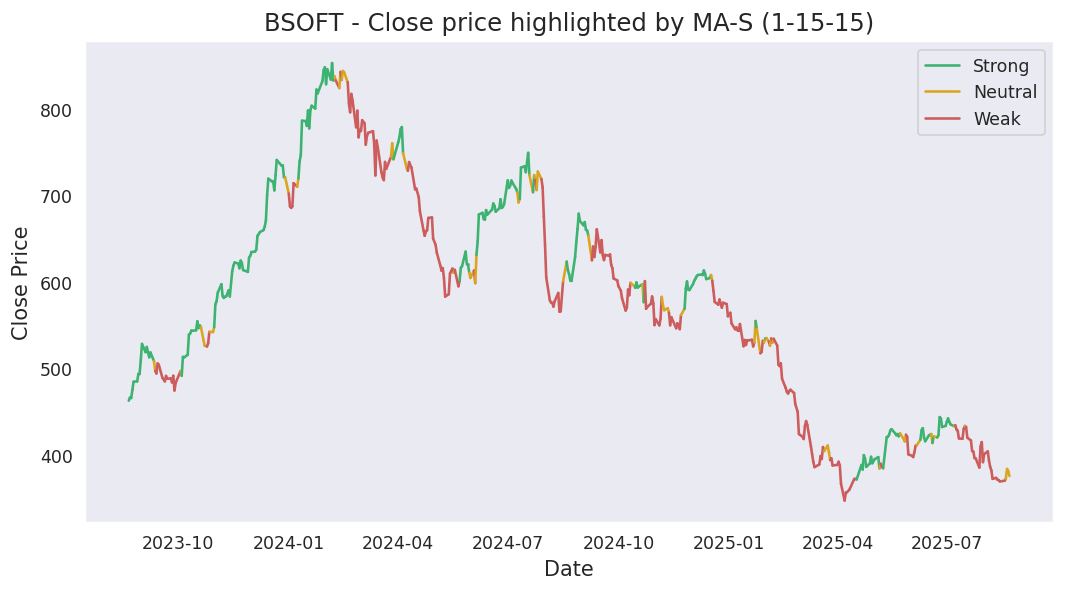 BSOFT - Close price highlighted by MA-S (1-15-15)
Strong
Neutral
Weak
Close Price
800
700
600
500
400
2023-10
2024-01
2024-04
2024-07
2024-10
2025-01
2025-04
2025-07
Date